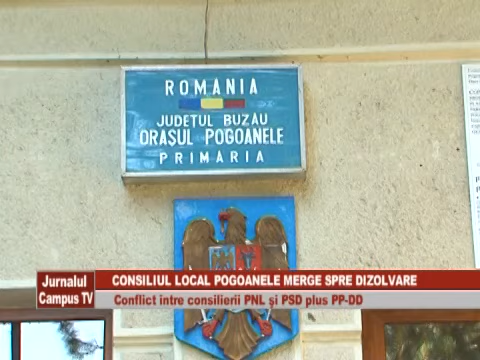 ROMANIA
JUDETUL BUZAU
ORASUL POGOANELE
PRIMARIA
Jurnalul
Campus TV
CONSILIUL LOCAL POGOANELE MERGE SPRE DIZOLVARE
Conflict intre consilierii PNL și PSD plus PP-DD